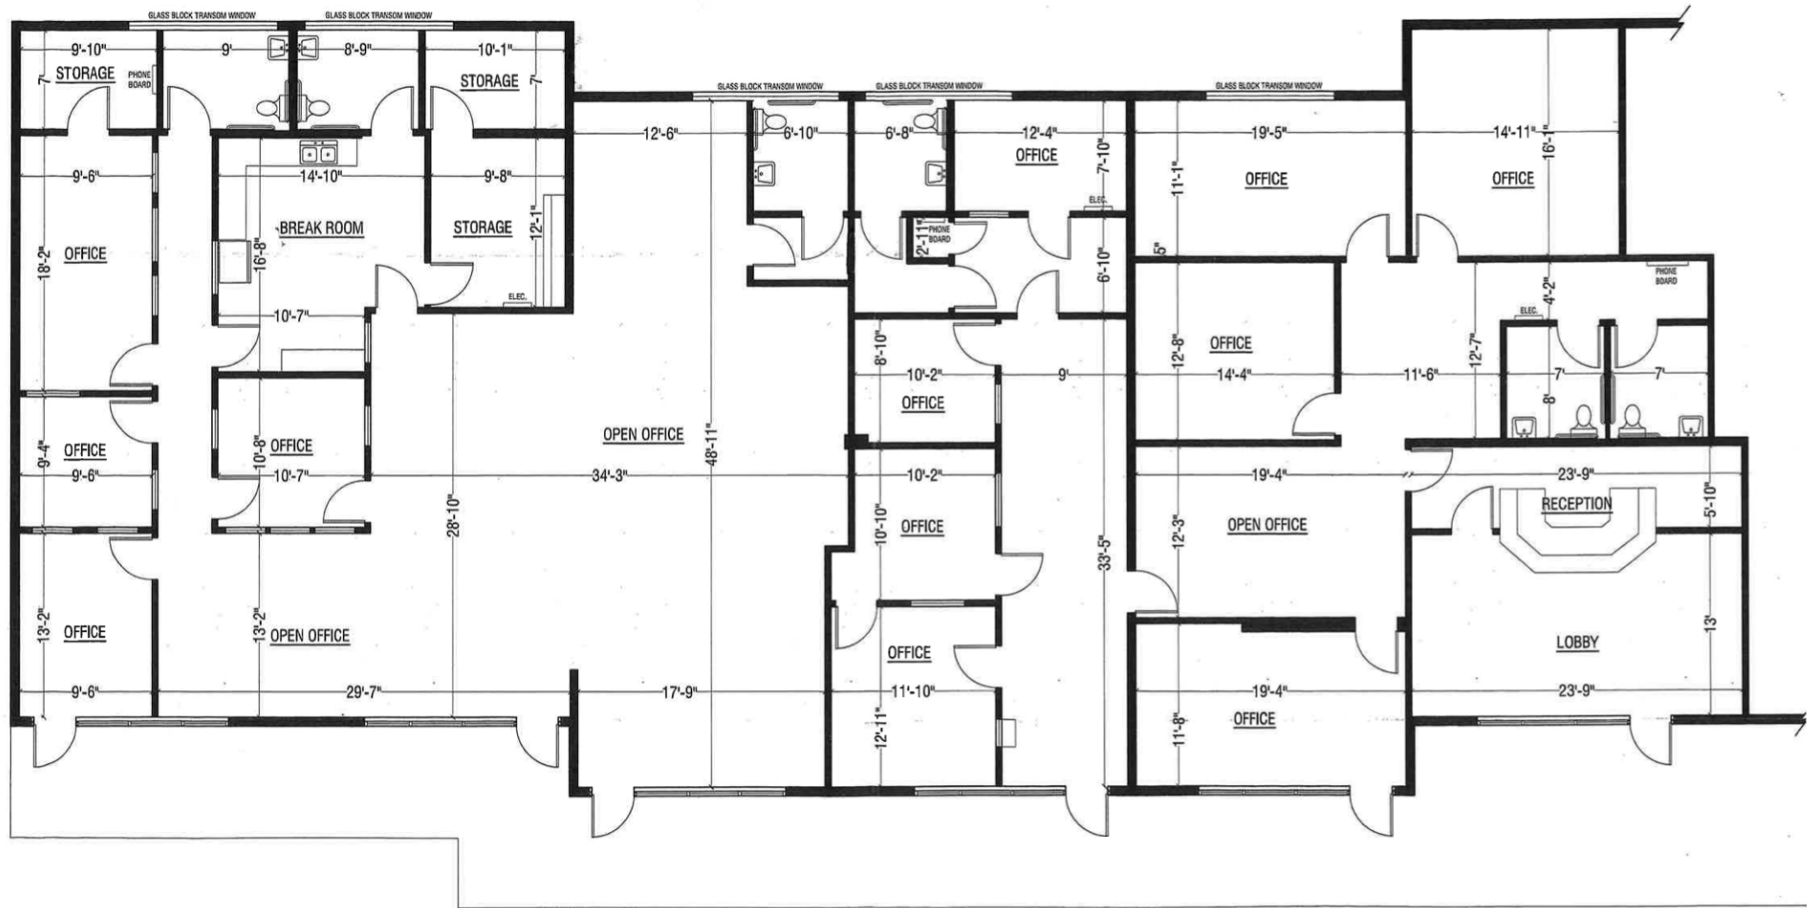 GLASS BLOCK TRANSOM WINDOW
GLASS BLOCK TRANSOM WINDOW
9'-10"
9'
8'-9"
10'-1"
7'
STORAGE
PHONE
BOARD
STORAGE
7'
GLASS BLOCK TRANSOM WINDOW
GLASS BLOCK TRANSOM WINDOW
GLASS BLOCK TRANSOM WINDOW
12'-6"
6'-10"
6'-8"
12'-4"
OFFICE
7'-10"
ELEC.
19'-5"
11'-1"
OFFICE
5"
14'-11"
16'-1"
OFFICE
9'-6"
18'-2"
OFFICE
14'-10"
BREAK ROOM
16'-8"
10'-7"
9'-8"
STORAGE
12'-1"
ELEC.
2'-11"
PHONE
BOARD
6'-10"
4'-2"
PHONE
BOARD
ELEC.
12'-8"
OFFICE
14'-4"
11'-6"
12'-7"
7'
8'
7'
8'-10"
10'-2"
OFFICE
9'
9'-4"
OFFICE
9'-6"
10'-8"
OFFICE
10'-7"
OPEN OFFICE
48'-11"
34'-3"
28'-10"
10'-2"
10'-10"
OFFICE
33'-5"
19'-4"
12'-3"
OPEN OFFICE
23'-9"
RECEPTION
5'-10"
13'-2"
OFFICE
9'-6"
13'-2"
OPEN OFFICE
29'-7"
17'-9"
OFFICE
11'-10"
12'-11"
19'-4"
OFFICE
11'-8"
LOBBY
13'
23'-9"